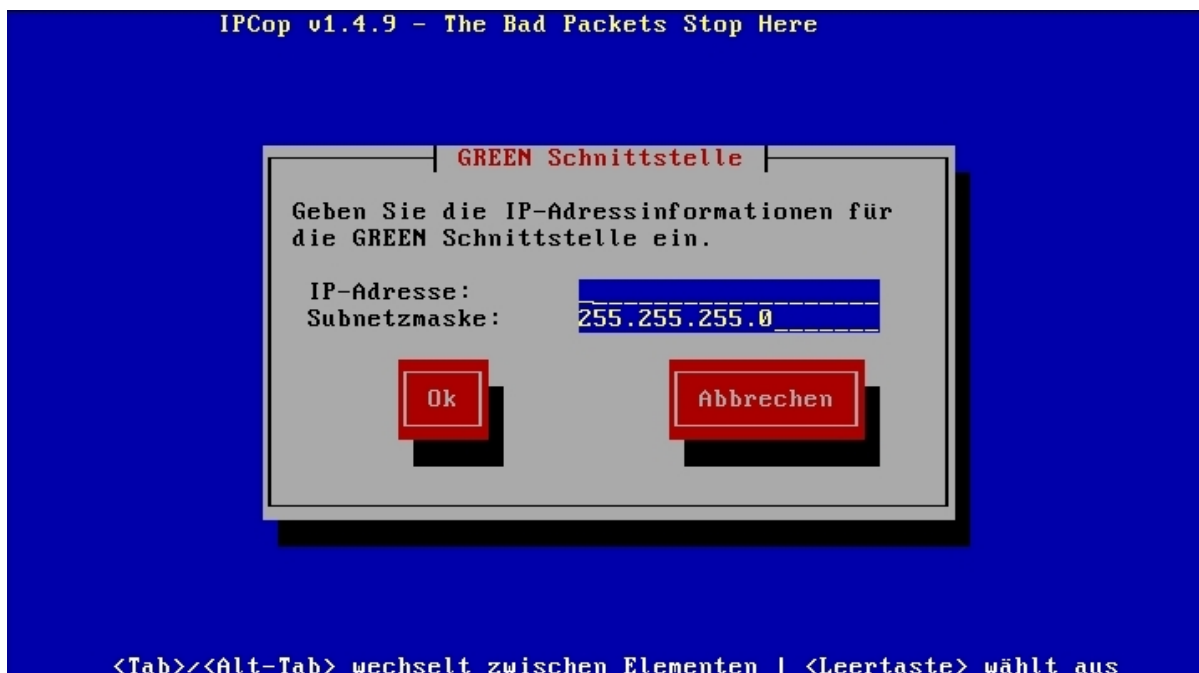 IPCop v1.4.9 - The Bad Packets Stop Here
GREEN Schnittstelle
Geben Sie die IP-Adressinformationen für
die GREEN Schnittstelle ein.
IP-Adresse:
Subnetzmaske: 255.255.255.0
Ok Abbrechen
<Tab>/<Alt-Tab> wechselt zwischen Elementen | <Leertaste> wählt aus